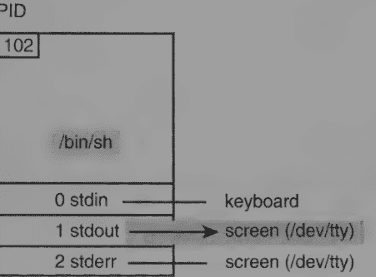 PID
102
/bin/sh
0 stdin keyboard
1 stdout screen (/dev/tty)
2 stderr screen (/dev/tty)